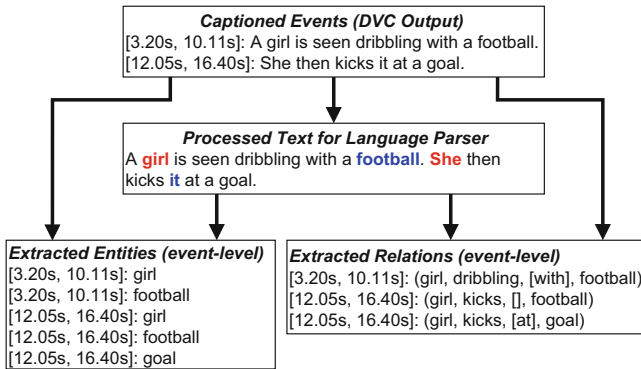 Captioned Events (DVC Output)
[3.20s, 10.11s]: A girl is seen dribbling with a football.
[12.05s, 16.40s]: She then kicks it at a goal.
Processed Text for Language Parser
A girl is seen dribbling with a football. She then
kicks it at a goal.
Extracted Entities (event-level)
[3.20s, 10.11s]: girl
[3.20s, 10.11s]: football
[12.05s, 16.40s]: girl
[12.05s, 16.40s]: football
[12.05s, 16.40s]: goal
Extracted Relations (event-level)
[3.20s, 10.11s]: (girl, dribbling, [with], football)
[12.05s, 16.40s]: (girl, kicks, [], football)
[12.05s, 16.40s]: (girl, kicks, [at], goal)